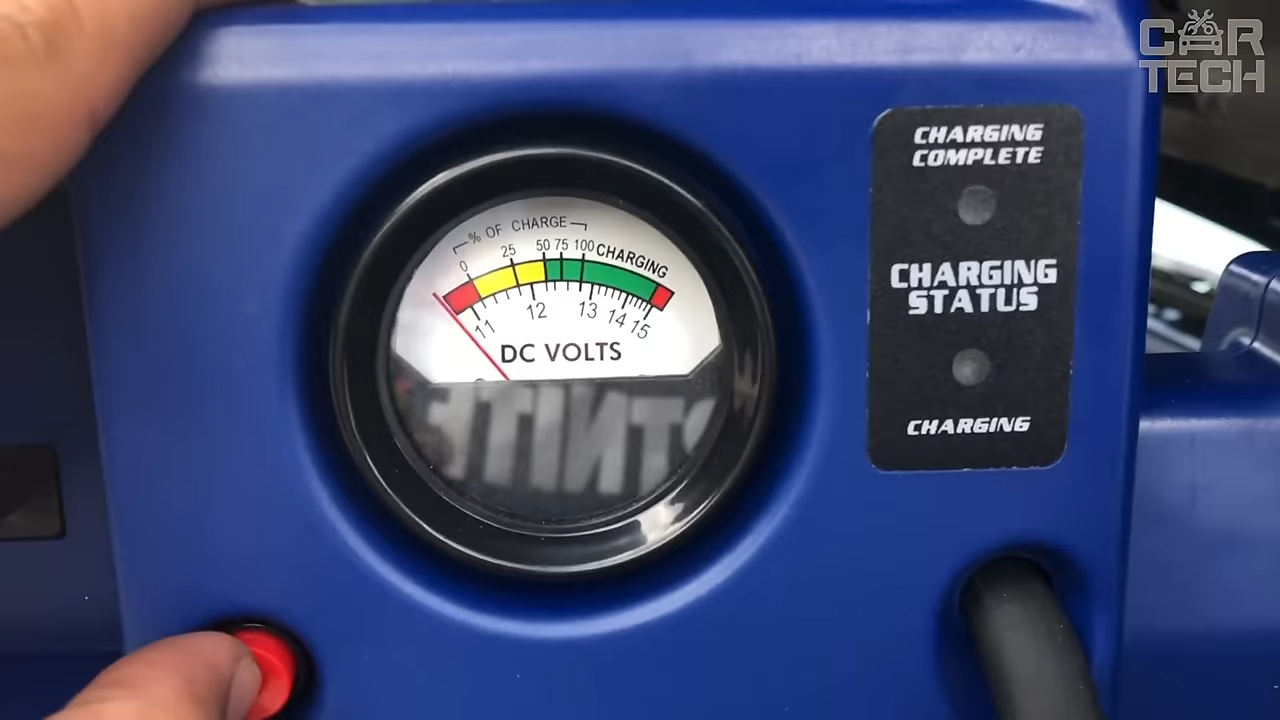 CAR
TECH
CHARGING
COMPLETE
CHARGING
STATUS
CHARGING
% OF CHARGE
0 25 50 75 100 CHARGING
11 12 13 14 15
DC VOLTS